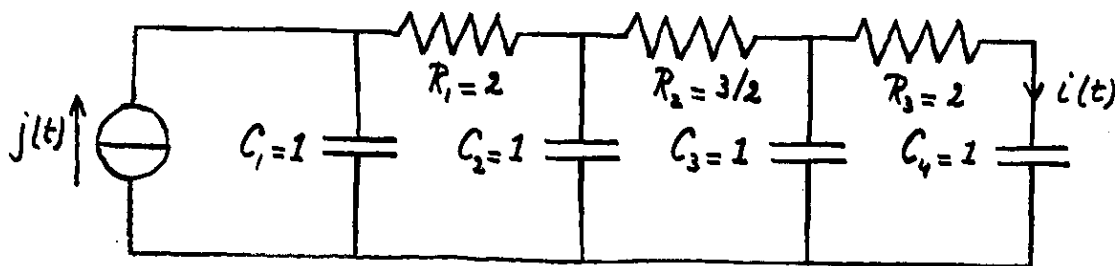 R₁ = 2
R₂ = 3/2
R₃ = 2
i(t)
j(t)
C₁ = 1
C₂ = 1
C₃ = 1
C₄ = 1